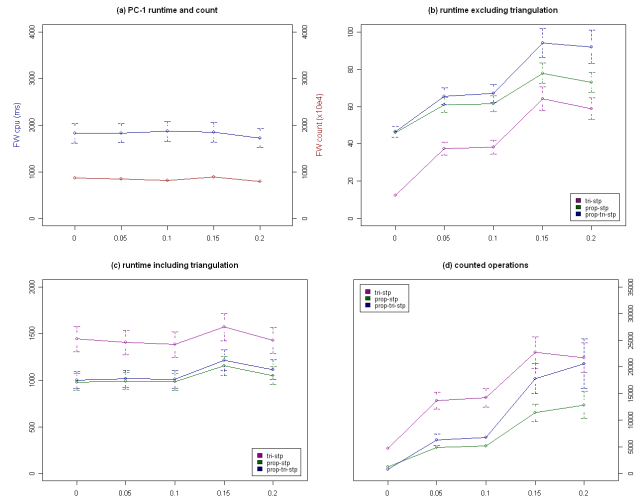 (a) PC-1 runtime and count
FW cpu (ms)
4000
3000
2000
1000
0
0 0.05 0.1 0.15 0.2
4000
3000
2000
1000
0
FW count (x10e4)
(b) runtime excluding triangulation
100
80
60
40
20
0
0 0.05 0.1 0.15 0.2
tri-stp
prop-stp
prop-tri-stp
(c) runtime including triangulation
2000
1500
1000
500
0
0 0.05 0.1 0.15 0.2
tri-stp
prop-stp
prop-tri-stp
(d) counted operations
tri-stp
prop-stp
prop-tri-stp
35000
30000
25000
20000
15000
10000
5000
0
0 0.05 0.1 0.15 0.2